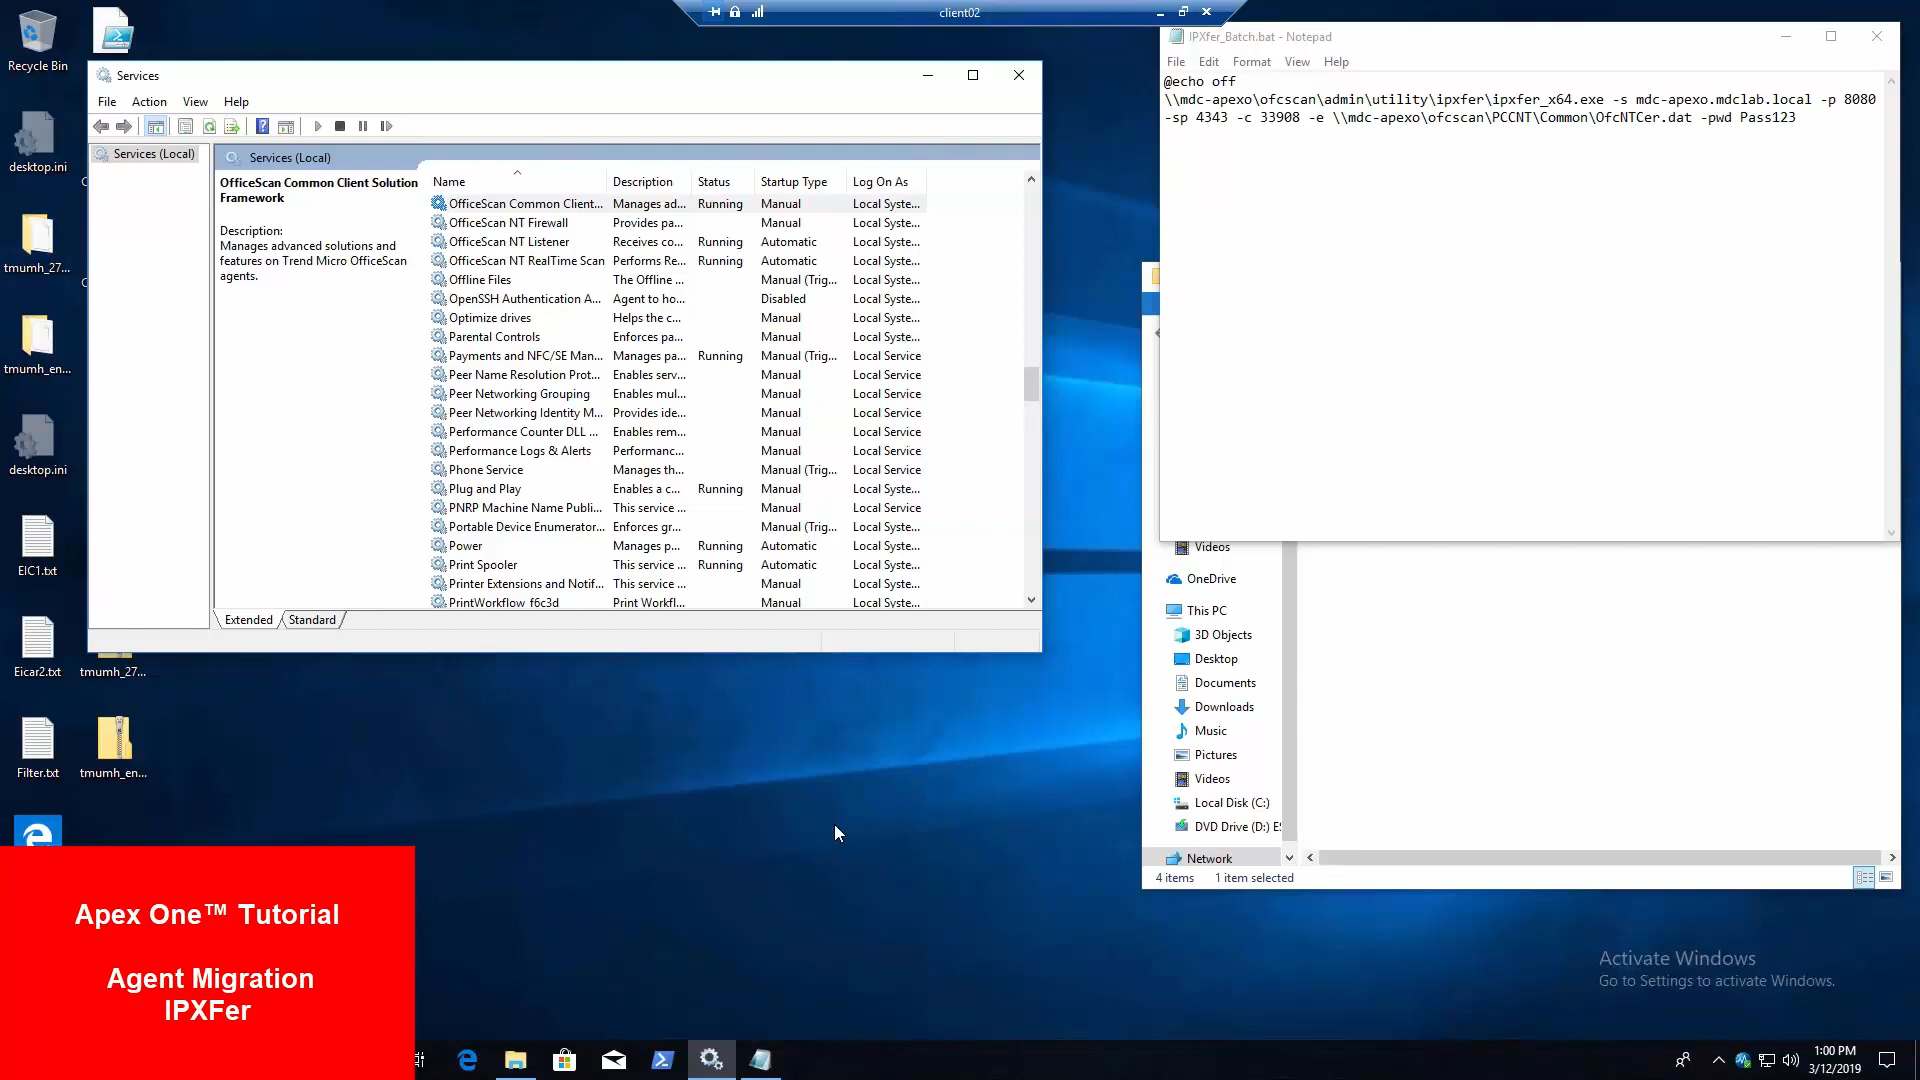 client02
Recycle Bin
desktop.ini
tmumh_27...
tmumh_en...
desktop.ini
EIC1.txt
Eicar2.txt
tmumh_27...
Filter.txt
tmumh_en...
Services
File Action View Help
Services (Local)
Services (Local)
OfficeScan Common Client Solution
Framework
Description:
Manages advanced solutions and
features on Trend Micro OfficeScan
agents.
Name Description Status Startup Type Log On As
OfficeScan Common Client... Manages ad... Running Manual Local Syste...
OfficeScan NT Firewall Provides pa... Manual Local Syste...
OfficeScan NT Listener Receives co... Running Automatic Local Syste...
OfficeScan NT RealTime Scan Performs Re... Running Automatic Local Syste...
Offline Files The Offline ... Manual (Trig... Local Syste...
OpenSSH Authentication A... Agent to ho... Disabled Local Syste...
Optimize drives Helps the c... Manual Local Syste...
Parental Controls Enforces pa... Manual Local Syste...
Payments and NFC/SE Man... Manages pa... Running Manual (Trig... Local Service
Peer Name Resolution Prot... Enables serv... Manual Local Service
Peer Networking Grouping Enables mul... Manual Local Service
Peer Networking Identity M... Provides ide... Manual Local Service
Performance Counter DLL ... Enables rem... Manual Local Service
Performance Logs & Alerts Performanc... Manual Local Service
Phone Service Manages th... Manual (Trig... Local Service
Plug and Play Enables a c... Running Manual Local Syste...
PNRP Machine Name Publi... This service ... Manual Local Service
Portable Device Enumerator... Enforces gr... Manual (Trig... Local Syste...
Power Manages p... Running Automatic Local Syste...
Print Spooler This service ... Running Automatic Local Syste...
Printer Extensions and Notif... This service ... Manual Local Syste...
PrintWorkflow_f6c3d Print Workfl... Manual Local Syste...
Extended Standard
IPXfer_Batch.bat - Notepad
File Edit Format View Help
@echo off
\\mdc-apexo\ofcscan\admin\utility\ipxfer\ipxfer_x64.exe -s mdc-apexo.mdclab.local -p 8080
-sp 4343 -c 33908 -e \\mdc-apexo\ofcscan\PCCNT\Common\OfcNTCer.dat -pwd Pass123
Videos
OneDrive
This PC
3D Objects
Desktop
Documents
Downloads
Music
Pictures
Videos
Local Disk (C:)
DVD Drive (D:) ES
Network
4 items 1 item selected
Activate Windows
Go to Settings to activate Windows.
Apex One™ Tutorial
Agent Migration
IPXFer
1:00 PM
3/12/2019